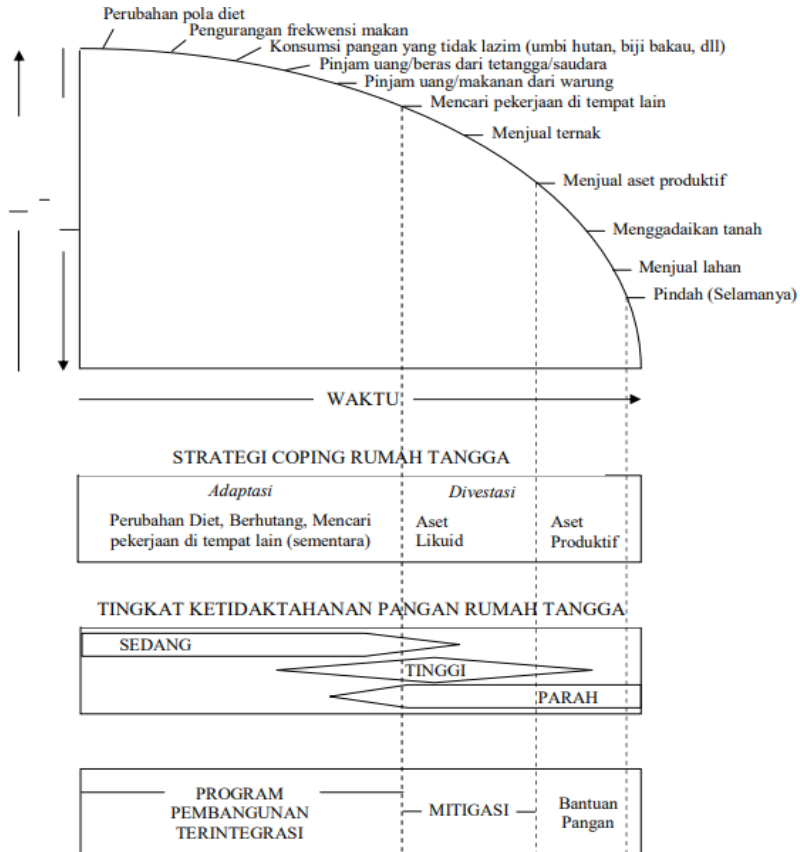 Perubahan pola diet
Pengurangan frekwensi makan
Konsumsi pangan yang tidak lazim (umbi hutan, biji bakau, dll)
Pinjam uang/beras dari tetangga/saudara
Pinjam uang/makanan dari warung
Mencari pekerjaan di tempat lain
Menjual ternak
Menjual aset produktif
Menggadaikan tanah
Menjual lahan
Pindah (Selamanya)
WAKTU
STRATEGI COPING RUMAH TANGGA
Adaptasi
Divestasi
Perubahan Diet, Berhutang, Mencari
pekerjaan di tempat lain (sementara)
Aset
Likuid
Aset
Produktif
TINGKAT KETIDAKTAHANAN PANGAN RUMAH TANGGA
SEDANG
TINGGI
PARAH
PROGRAM
PEMBANGUNAN
TERINTEGRASI
MITIGASI
Bantuan
Pangan